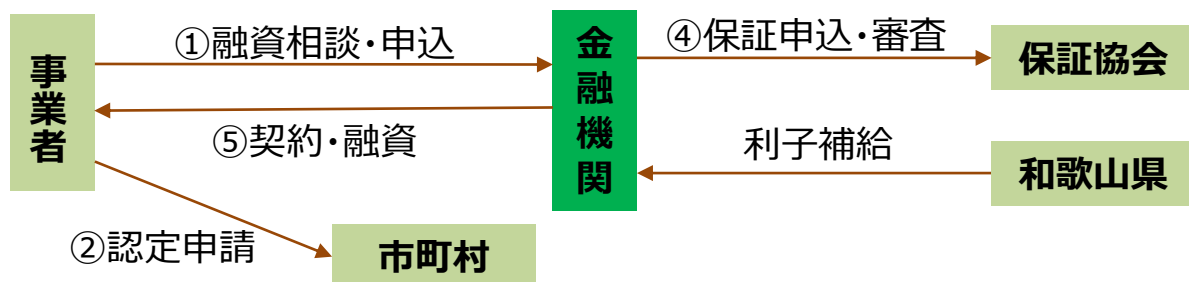 ①融資相談・申込
④保証申込・審査
事業者
金融機関
保証協会
⑤契約・融資
利子補給
和歌山県
②認定申請
市町村